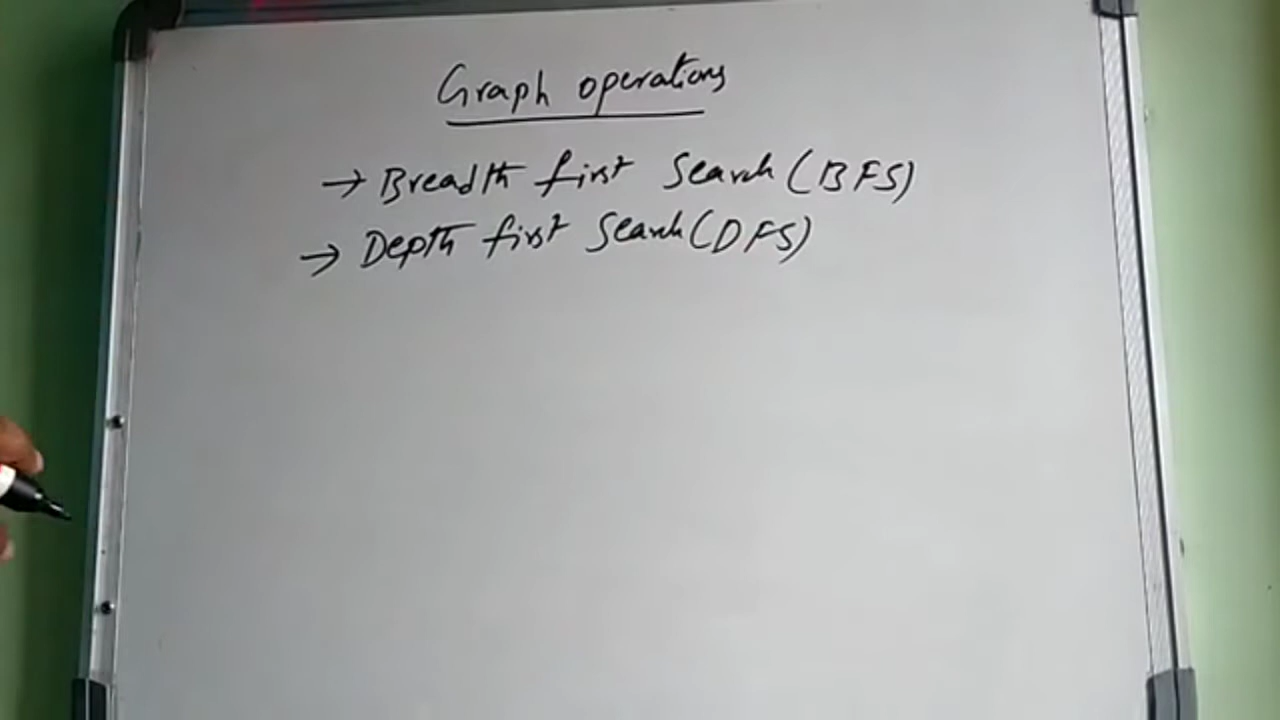 Graph operations
→ Breadth first Search (BFS)
→ Depth first Search (DFS)